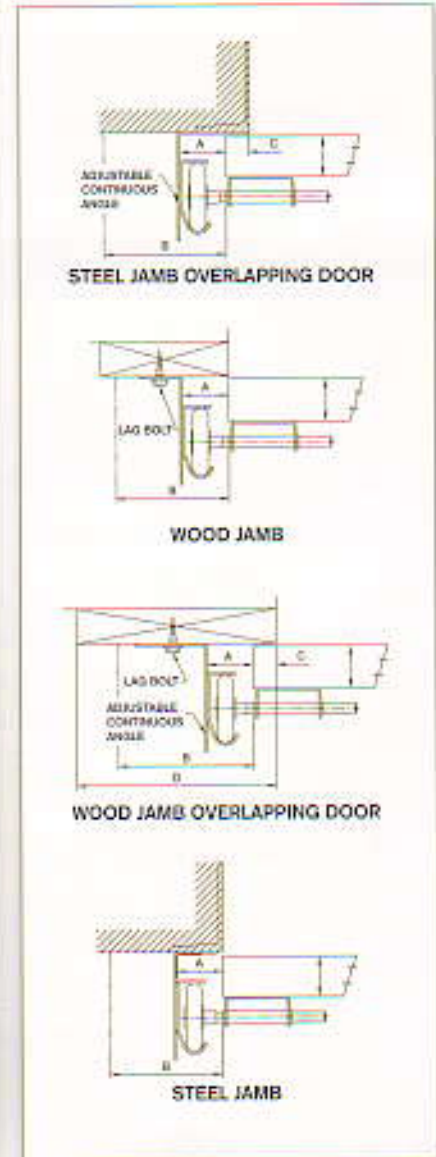 A
C
ADJUSTABLE
CONTINUOUS
ANGLE
B
STEEL JAMB OVERLAPPING DOOR
A
LAG BOLT
B
WOOD JAMB
A
C
LAG BOLT
ADJUSTABLE
CONTINUOUS
ANGLE
B
D
WOOD JAMB OVERLAPPING DOOR
A
B
STEEL JAMB